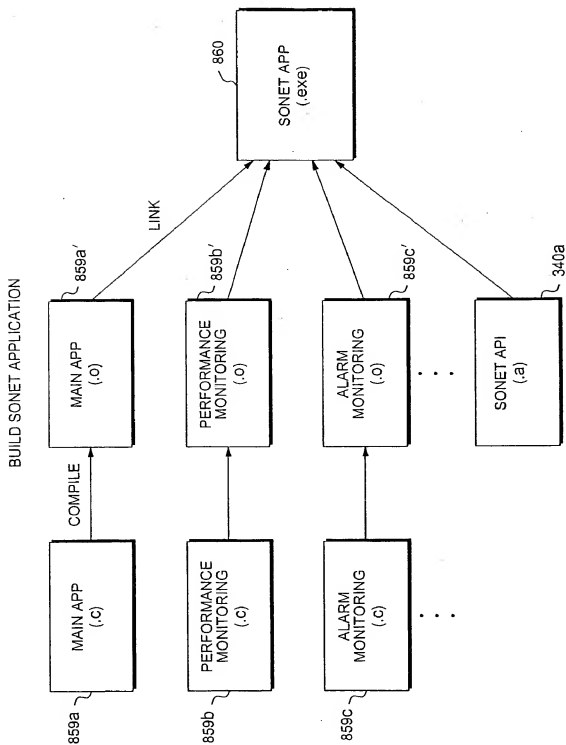 BUILD SONET APPLICATION
859a
MAIN APP
(.c)
COMPILE
859a'
MAIN APP
(.o)
LINK
860
SONET APP
(.exe)
859b
PERFORMANCE
MONITORING
(.c)
859b'
PERFORMANCE
MONITORING
(.o)
859c
ALARM
MONITORING
(.c)
859c'
ALARM
MONITORING
(.o)
340a
SONET API
(.a)